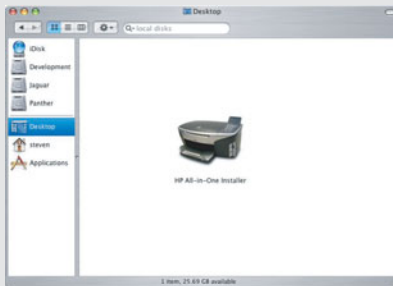 Desktop
local disks
iDisk
Development
Jaguar
Panther
Desktop
steven
Applications
HP All-in-One Installer
1 item, 25.69 GB available